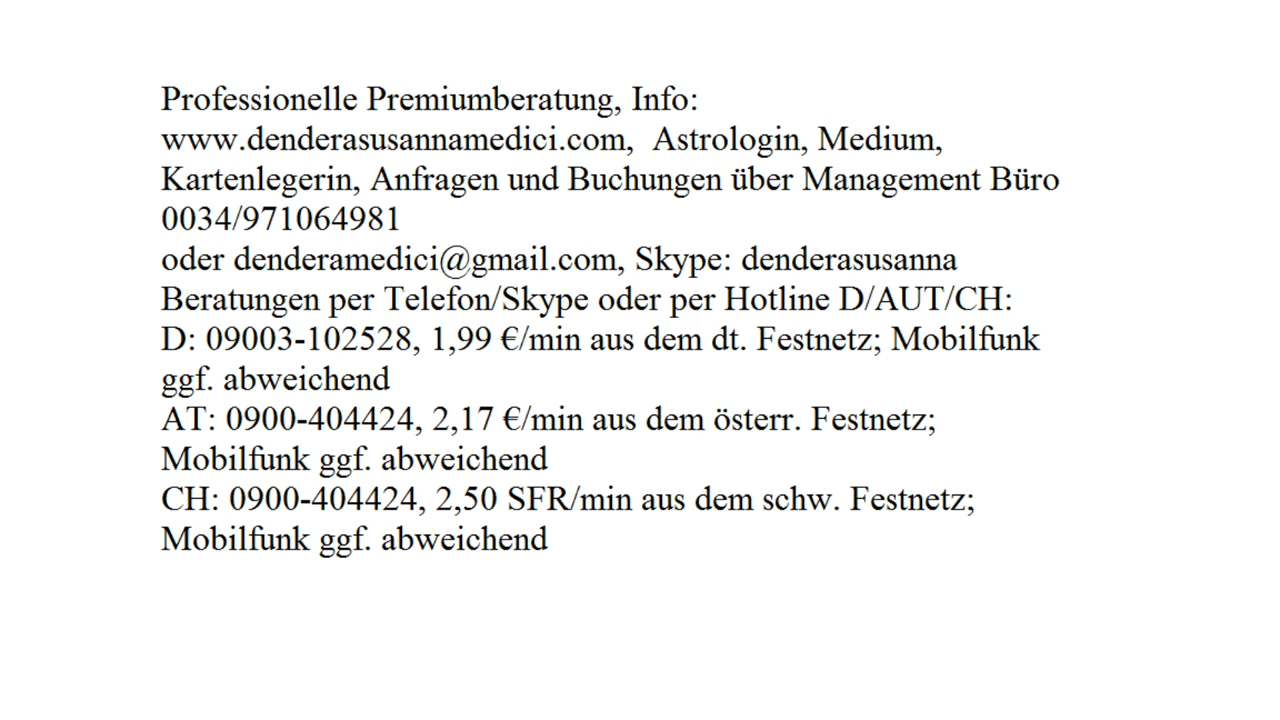 Professionelle Premiumberatung, Info:
www.denderasusannamedici.com,  Astrologin, Medium,
Kartenlegerin, Anfragen und Buchungen über Management Büro
0034/971064981
oder denderamedici@gmail.com, Skype: denderasusanna
Beratungen per Telefon/Skype oder per Hotline D/AUT/CH:
D: 09003-102528, 1,99 €/min aus dem dt. Festnetz; Mobilfunk
ggf. abweichend
AT: 0900-404424, 2,17 €/min aus dem österr. Festnetz;
Mobilfunk ggf. abweichend
CH: 0900-404424, 2,50 SFR/min aus dem schw. Festnetz;
Mobilfunk ggf. abweichend